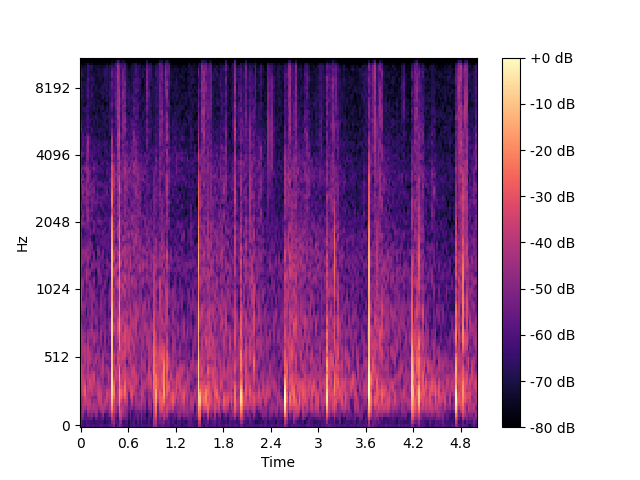 +0 dB
8192
-10 dB
4096
-20 dB
-30 dB
2048
Hz
-40 dB
1024
-50 dB
-60 dB
512
-70 dB
0
-80 dB
0 0.6 1.2 1.8 2.4 3 3.6 4.2 4.8
Time